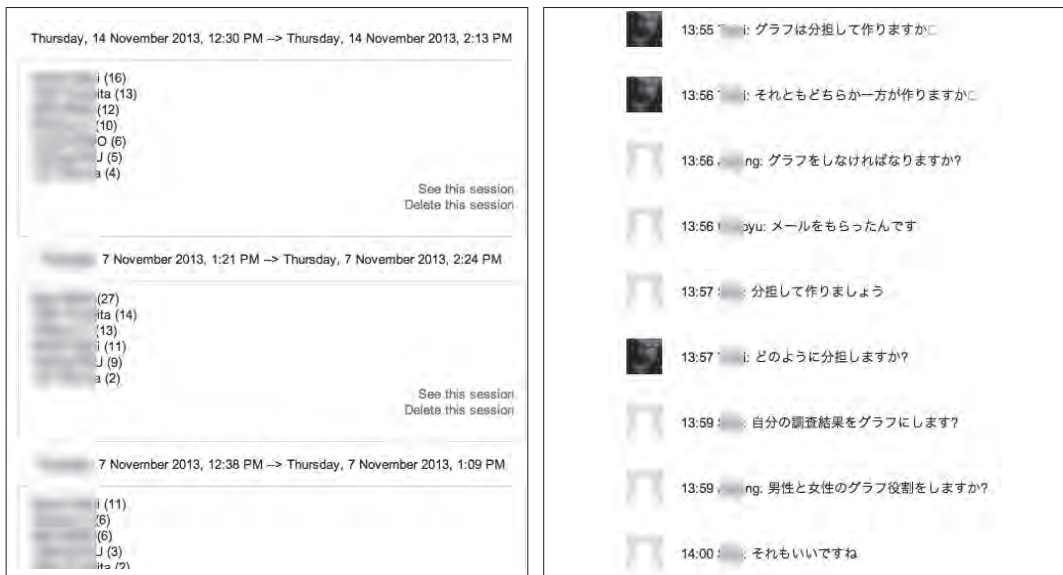 Thursday, 14 November 2013, 12:30 PM --> Thursday, 14 November 2013, 2:13 PM
i (16)
ita (13)
(12)
(10)
O (6)
J (5)
a (4)
See this session
Delete this session
7 November 2013, 1:21 PM --> Thursday, 7 November 2013, 2:24 PM
(27)
ita (14)
(13)
i (11)
J (9)
a (2)
See this session
Delete this session
7 November 2013, 12:38 PM --> Thursday, 7 November 2013, 1:09 PM
i (11)
(6)
(6)
J (3)
ita (2)
13:55 i: グラフは分担して作りますか□
13:56 i: それともどちらか一方が作りますか□
13:56 ng: グラフをしなければなりますか?
13:56 pyu: メールをもらったんです
13:57 : 分担して作りましょう
13:57 i: どのように分担しますか?
13:59 : 自分の調査結果をグラフにします?
13:59 ng: 男性と女性のグラフ役割をしますか?
14:00 : それもいいですね